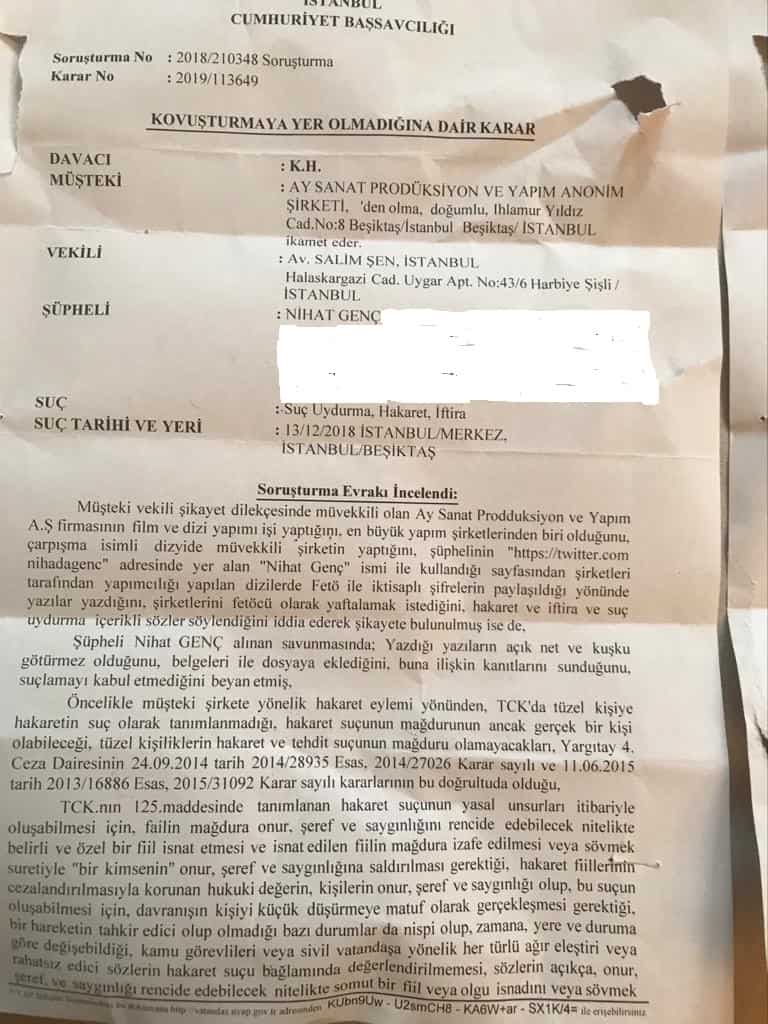 İSTANBUL
CUMHURİYET BAŞSAVCILIĞI
Soruşturma No : 2018/210348 Soruşturma
Karar No : 2019/113649
KOVUŞTURMAYA YER OLMADIĞINA DAİR KARAR
DAVACI : K.H.
MÜŞTEKİ : AY SANAT PRODÜKSİYON VE YAPIM ANONİM
ŞİRKETİ, 'den olma, doğumlu, Ihlamur Yıldız
Cad.No:8 Beşiktaş/İstanbul Beşiktaş/ İSTANBUL
ikamet eder.
VEKİLİ : Av. SALİM ŞEN, İSTANBUL
Halaskargazi Cad. Uygar Apt. No:43/6 Harbiye Şişli /
İSTANBUL
ŞÜPHELİ : NİHAT GENÇ
SUÇ : Suç Uydurma, Hakaret, İftira
SUÇ TARİHİ VE YERİ : 13/12/2018 İSTANBUL/MERKEZ,
İSTANBUL/BEŞİKTAŞ
Soruşturma Evrakı İncelendi:
Müşteki vekili şikayet dilekçesinde müvekkili olan Ay Sanat Prodduksiyon ve Yapım
A.Ş firmasının film ve dizi yapımı işi yaptığını, en büyük yapım şirketlerinden biri olduğunu,
çarpışma isimli dizyide müvekkili şirketin yaptığını, şüphelinin "https://twitter.com
nihadagenc" adresinde yer alan "Nihat Genç" ismi ile kullandığı sayfasından şirketleri
tarafından yapımcılığı yapılan dizilerde Fetö ile iktisaplı şifrelerin paylaşıldığı yönünde
yazılar yazdığını, şirketlerini fetöcü olarak yaftalamak istediğini, hakaret ve iftira ve suç
uydurma içerikli sözler söylendiğini iddia ederek şikayete bulunulmuş ise de,
Şüpheli Nihat GENÇ alınan savunmasında; Yazdığı yazıların açık net ve kuşku
götürmez olduğunu, belgeleri ile dosyaya eklediğini, buna ilişkin kanıtlarını sunduğunu,
suçlamayı kabul etmediğini beyan etmiş,
Öncelikle müşteki şirkete yönelik hakaret eylemi yönünden, TCK'da tüzel kişiye
hakaretin suç olarak tanımlanmadığı, hakaret suçunun mağdurunun ancak gerçek bir kişi
olabileceği, tüzel kişiliklerin hakaret ve tehdit suçunun mağduru olamayacakları, Yargıtay 4.
Ceza Dairesinin 24.09.2014 tarih 2014/28935 Esas, 2014/27026 Karar sayılı ve 11.06.2015
tarih 2013/16886 Esas, 2015/31092 Karar sayılı kararlarının bu doğrultuda olduğu,
TCK.nın 125.maddesinde tanımlanan hakaret suçunun yasal unsurları itibariyle
oluşabilmesi için, failin mağdura onur, şeref ve saygınlığını rencide edebilecek nitelikte
belirli ve özel bir fiil isnat etmesi ve isnat edilen fiilin mağdura izafe edilmesi veya sövmek
suretiyle "bir kimsenin" onur, şeref ve saygınlığına saldırılması gerektiği, hakaret fiillerinin
cezalandırılmasıyla korunan hukuki değerin, kişilerin onur, şeref ve saygınlığı olup, bu suçun
oluşabilmesi için, davranışın kişiyi küçük düşürmeye matuf olarak gerçekleşmesi gerektiği,
bir hareketin tahkir edici olup olmadığı bazı durumlar da nispi olup, zamana, yere ve duruma
göre değişebildiği, kamu görevlileri veya sivil vatandaşa yönelik her türlü ağır eleştiri veya
rahatsız edici sözlerin hakaret suçu bağlamında değerlendirilmemesi, sözlerin açıkça, onur,
şeref, ve saygınlığı rencide edebilecek nitelikte somut bir fiil veya olgu isnadını veya sövmek
http://vatandas.uyap.gov.tr adresinden KUbn9Uw - U2smCH8 - KA6W+ar - SX1K/4= ile erişebilirsiniz